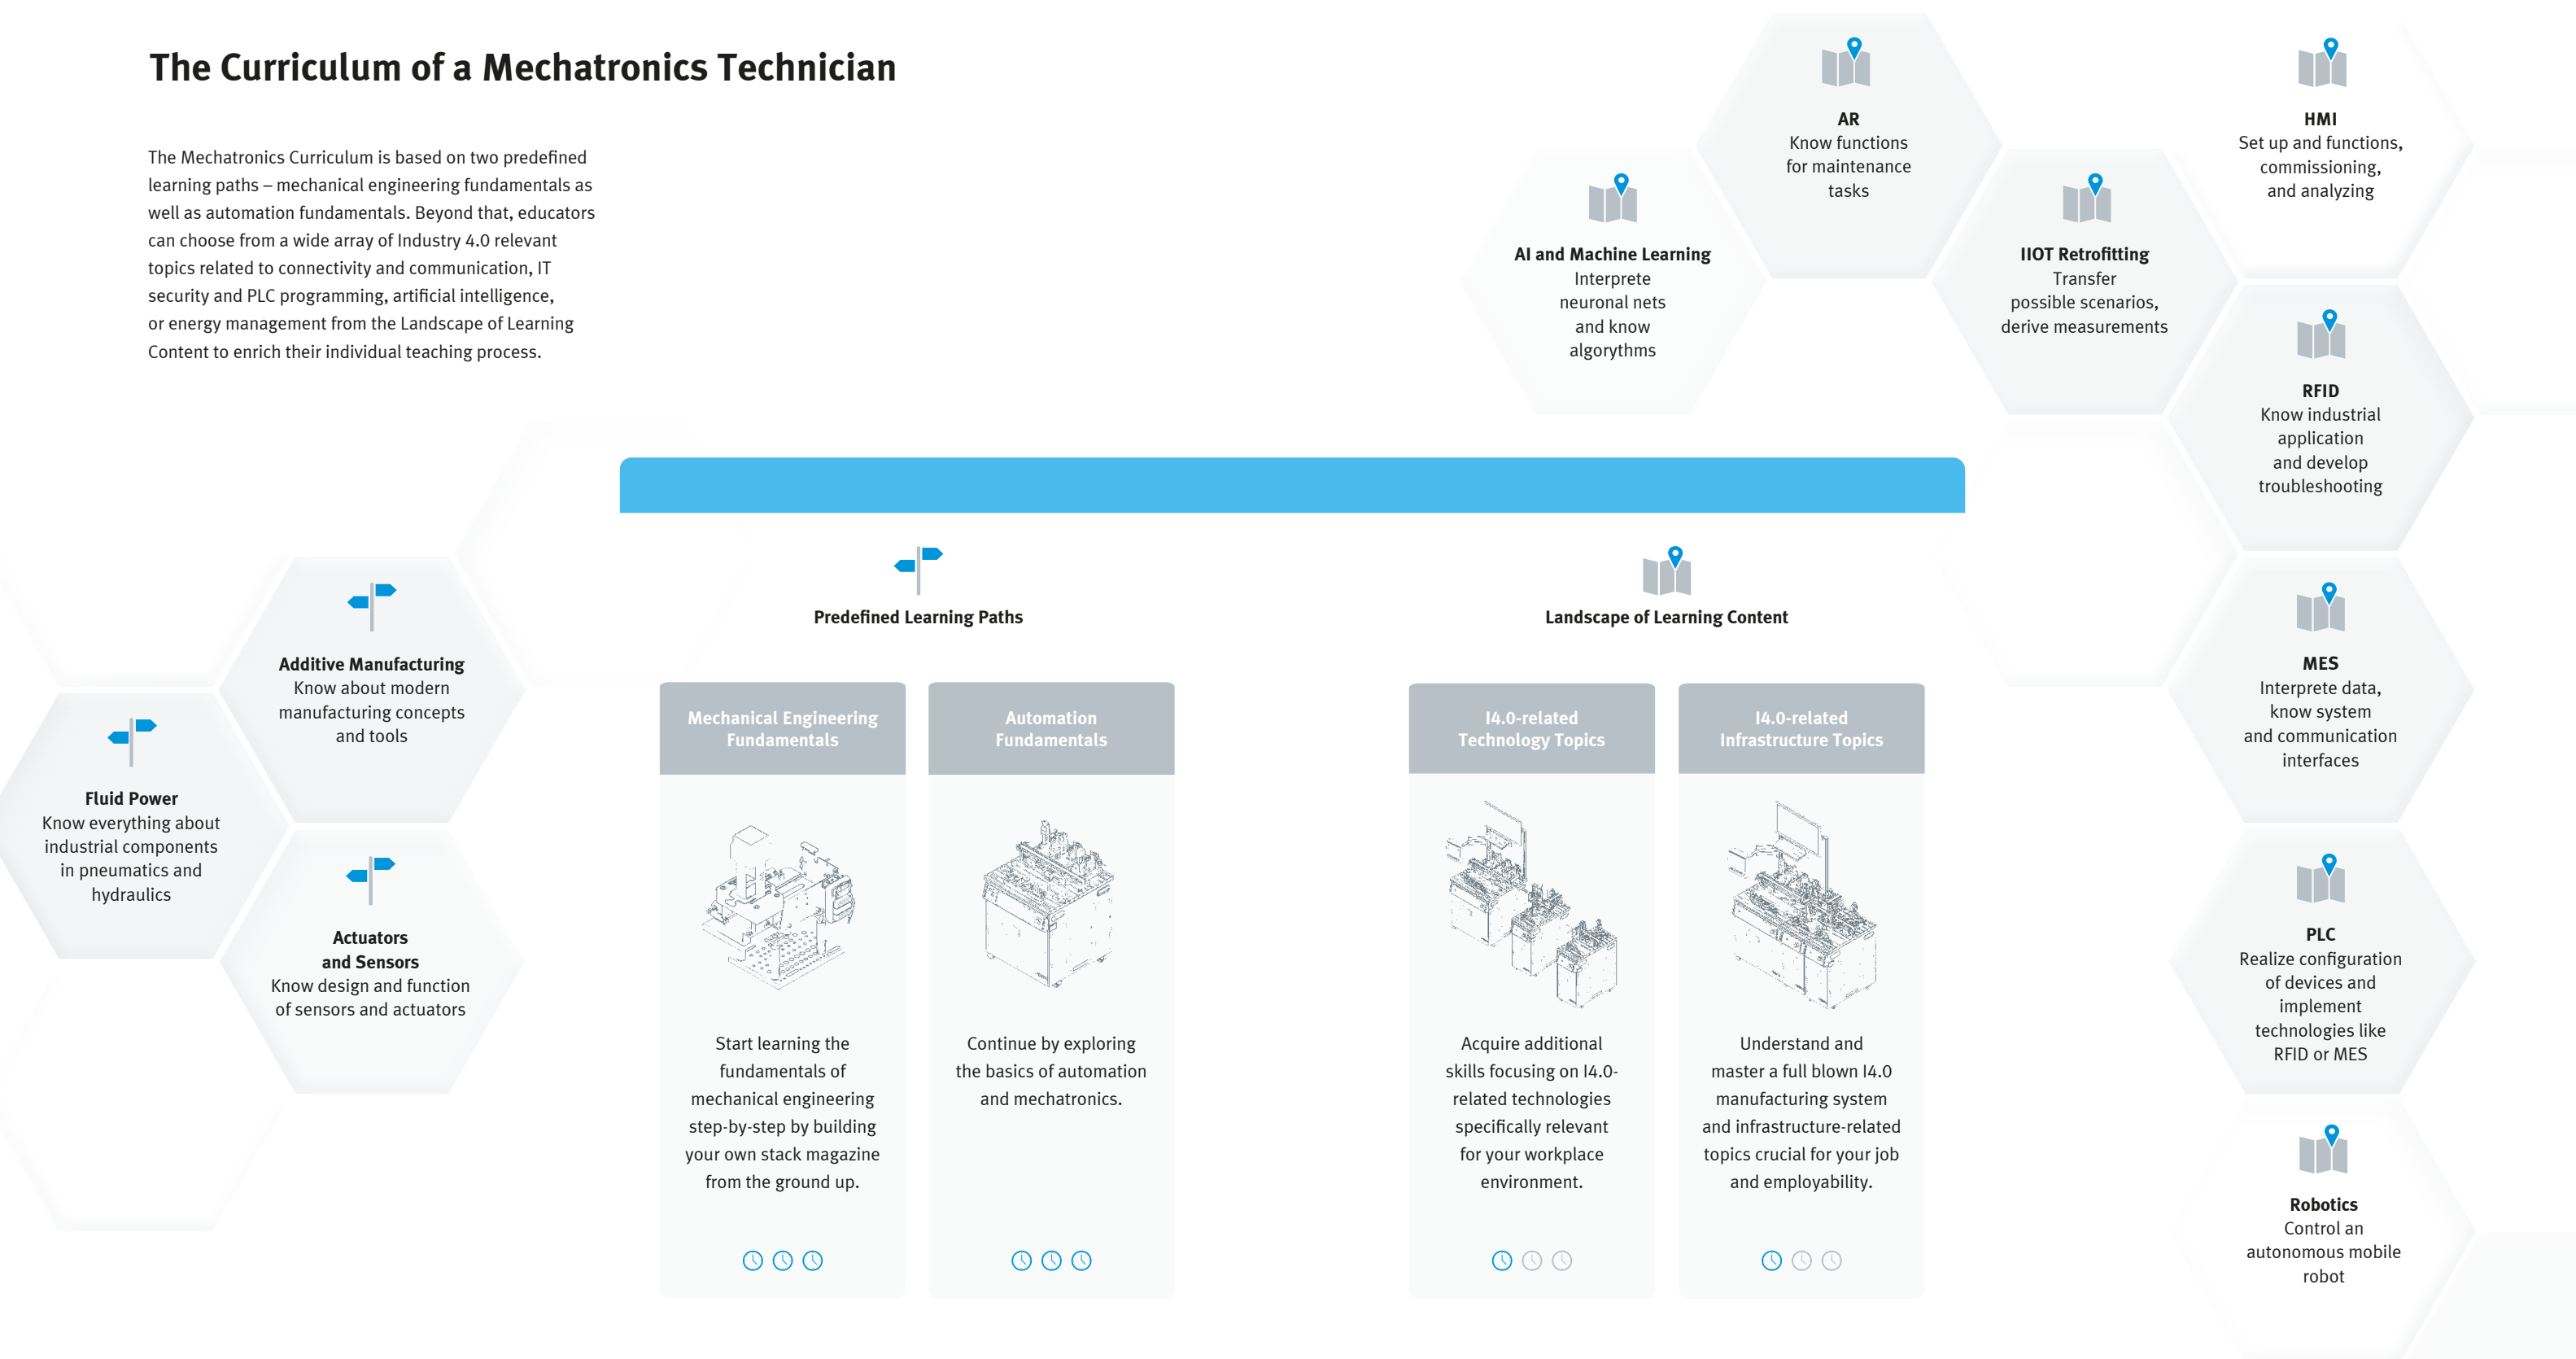 The Curriculum of a Mechatronics Technician
The Mechatronics Curriculum is based on two predefined
learning paths – mechanical engineering fundamentals as
well as automation fundamentals. Beyond that, educators
can choose from a wide array of Industry 4.0 relevant
topics related to connectivity and communication, IT
security and PLC programming, artificial intelligence,
or energy management from the Landscape of Learning
Content to enrich their individual teaching process.
AI and Machine Learning
Interprete
neuronal nets
and know
algorythms
AR
Know functions
for maintenance
tasks
IIOT Retrofitting
Transfer
possible scenarios,
derive measurements
HMI
Set up and functions,
commissioning,
and analyzing
RFID
Know industrial
application
and develop
troubleshooting
MES
Interprete data,
know system
and communication
interfaces
PLC
Realize configuration
of devices and
implement
technologies like
RFID or MES
Robotics
Control an
autonomous mobile
robot
Additive Manufacturing
Know about modern
manufacturing concepts
and tools
Fluid Power
Know everything about
industrial components
in pneumatics and
hydraulics
Actuators
and Sensors
Know design and function
of sensors and actuators
Predefined Learning Paths
Mechanical Engineering
Fundamentals
Start learning the
fundamentals of
mechanical engineering
step-by-step by building
your own stack magazine
from the ground up.
Automation
Fundamentals
Continue by exploring
the basics of automation
and mechatronics.
Landscape of Learning Content
I4.0-related
Technology Topics
Acquire additional
skills focusing on I4.0-
related technologies
specifically relevant
for your workplace
environment.
I4.0-related
Infrastructure Topics
Understand and
master a full blown I4.0
manufacturing system
and infrastructure-related
topics crucial for your job
and employability.